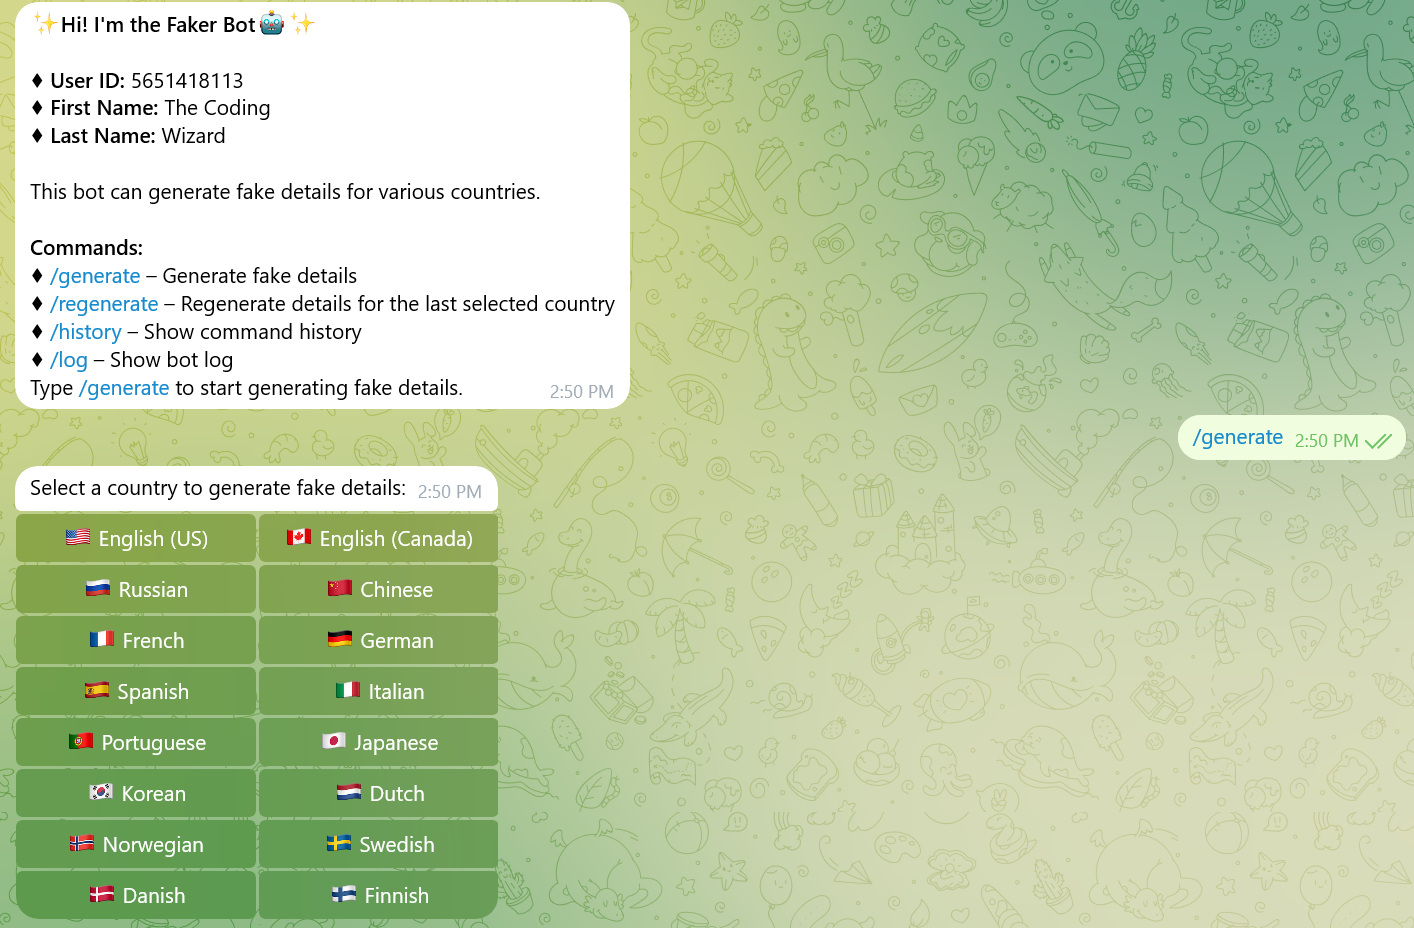 ✨Hi! I'm the Faker Bot🤖✨
♦ User ID: 5651418113
♦ First Name: The Coding
♦ Last Name: Wizard
This bot can generate fake details for various countries.
Commands:
♦ /generate – Generate fake details
♦ /regenerate – Regenerate details for the last selected country
♦ /history – Show command history
♦ /log – Show bot log
Type /generate to start generating fake details. 2:50 PM
/generate 2:50 PM
Select a country to generate fake details: 2:50 PM
🇺🇸 English (US)
🇨🇦 English (Canada)
🇷🇺 Russian
🇨🇳 Chinese
🇫🇷 French
🇩🇪 German
🇪🇸 Spanish
🇮🇹 Italian
🇵🇹 Portuguese
🇯🇵 Japanese
🇰🇷 Korean
🇳🇱 Dutch
🇳🇴 Norwegian
🇸🇪 Swedish
🇩🇰 Danish
🇫🇮 Finnish